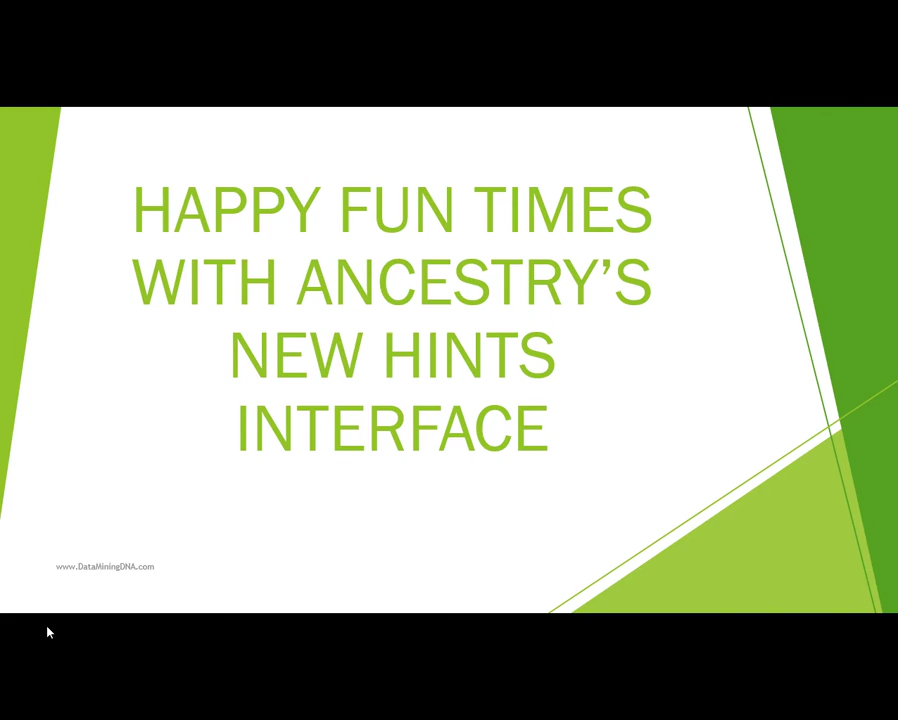 HAPPY FUN TIMES
WITH ANCESTRY’S
NEW HINTS
INTERFACE
www.DataMiningDNA.com